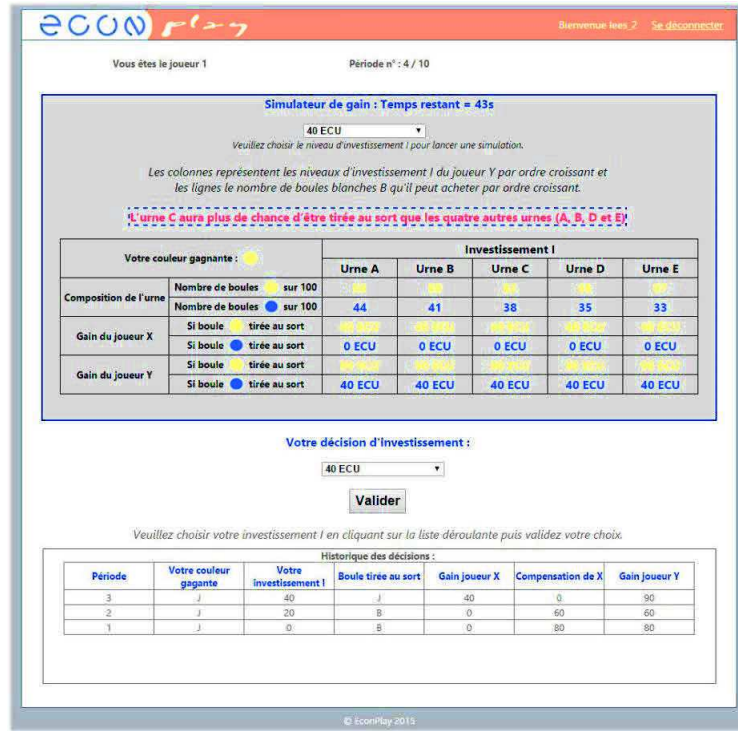 econ play
Bienvenue lees_2 Se déconnecter
Vous êtes le joueur 1 Période n° : 4 / 10
Simulateur de gain : Temps restant = 43s
40 ECU
Veuillez choisir le niveau d'investissement I pour lancer une simulation.
Les colonnes représentent les niveaux d'investissement I du joueur Y par ordre croissant et
les lignes le nombre de boules blanches B qu'il peut acheter par ordre croissant.
L'urne C aura plus de chance d'être tirée au sort que les quatre autres urnes (A, B, D et E)
Votre couleur gagnante :
Investissement I
Urne A Urne B Urne C Urne D Urne E
Composition de l'urne
Nombre de boules sur 100
Nombre de boules sur 100 44 41 38 35 33
Gain du joueur X
Si boule tirée au sort
Si boule tirée au sort 0 ECU 0 ECU 0 ECU 0 ECU 0 ECU
Gain du joueur Y
Si boule tirée au sort
Si boule tirée au sort 40 ECU 40 ECU 40 ECU 40 ECU 40 ECU
Votre décision d'investissement :
40 ECU
Valider
Veuillez choisir votre investissement I en cliquant sur la liste déroulante puis validez votre choix.
Historique des décisions :
Période Votre couleur gagante Votre investissement I Boule tirée au sort Gain joueur X Compensation de X Gain joueur Y
3 J 40 J 40 0 90
2 J 20 B 0 60 60
1 J 0 B 0 80 80
© EconPlay 2015